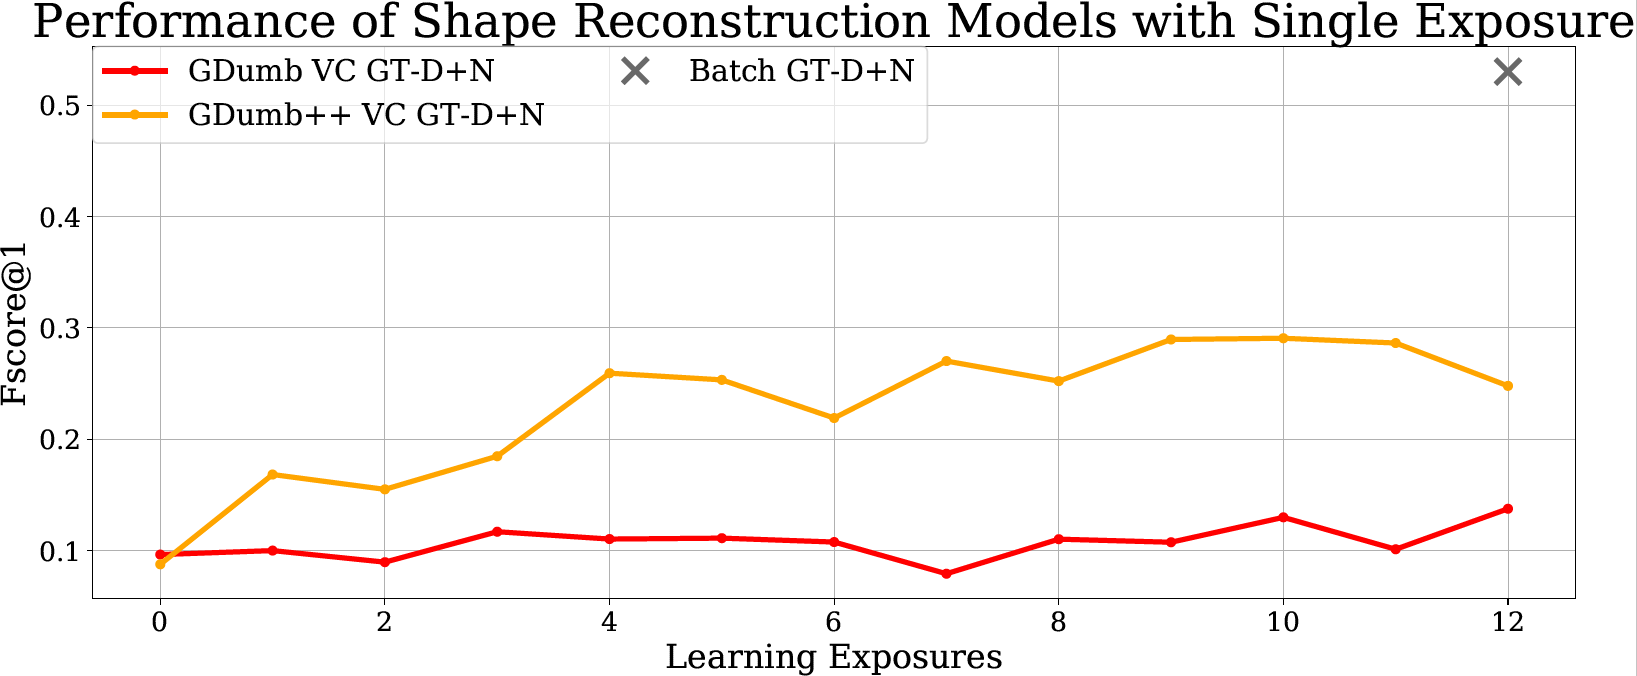 Performance of Shape Reconstruction Models with Single Exposure
GDumb VC GT-D+N
GDumb++ VC GT-D+N
Batch GT-D+N
Fscore@1
0.5
0.4
0.3
0.2
0.1
0 2 4 6 8 10 12
Learning Exposures